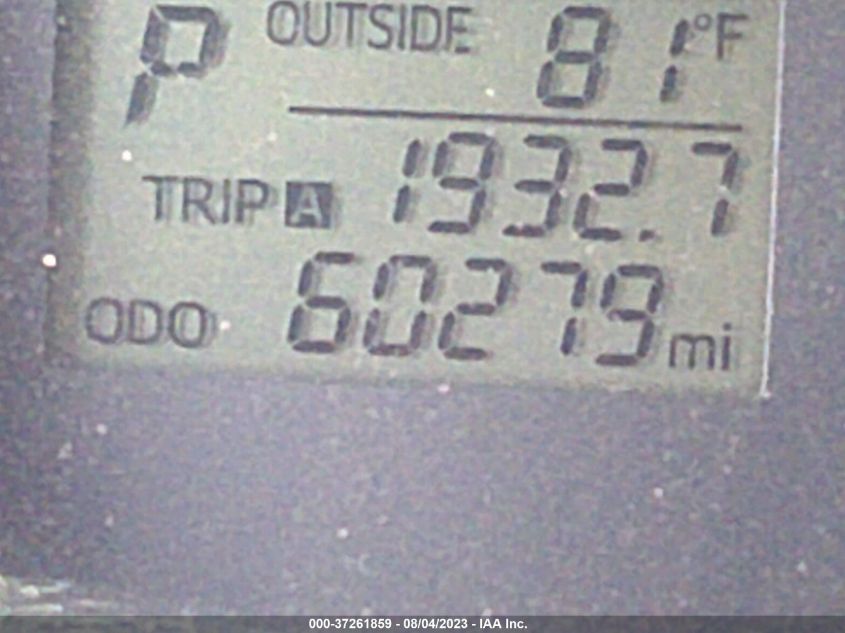 P OUTSIDE 81°F
TRIP A 1932.7
ODO 60279 mi
000-37261859 - 08/04/2023 - IAA Inc.